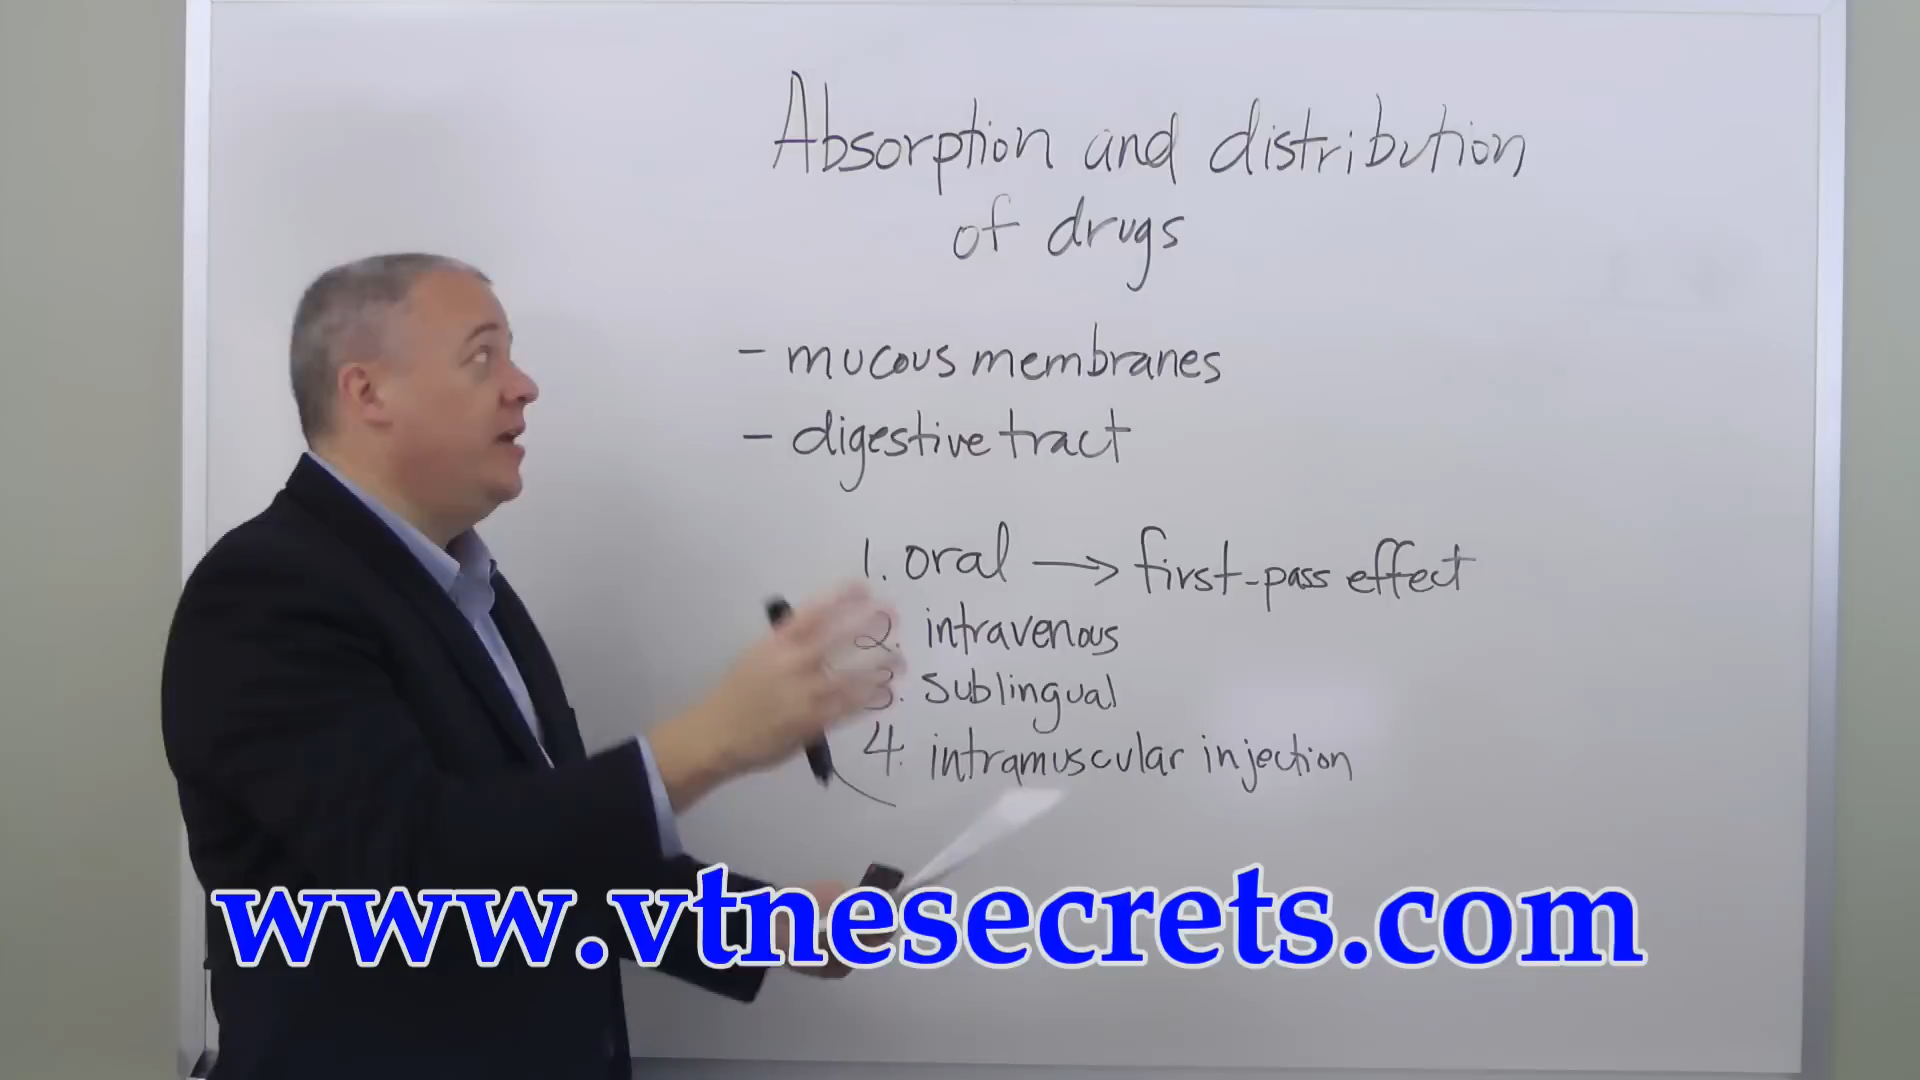 Absorption and distribution
of drugs
- mucous membranes
- digestive tract
1. oral → first-pass effect
2. intravenous
3. sublingual
4. intramuscular injection
www.vtnesecrets.com